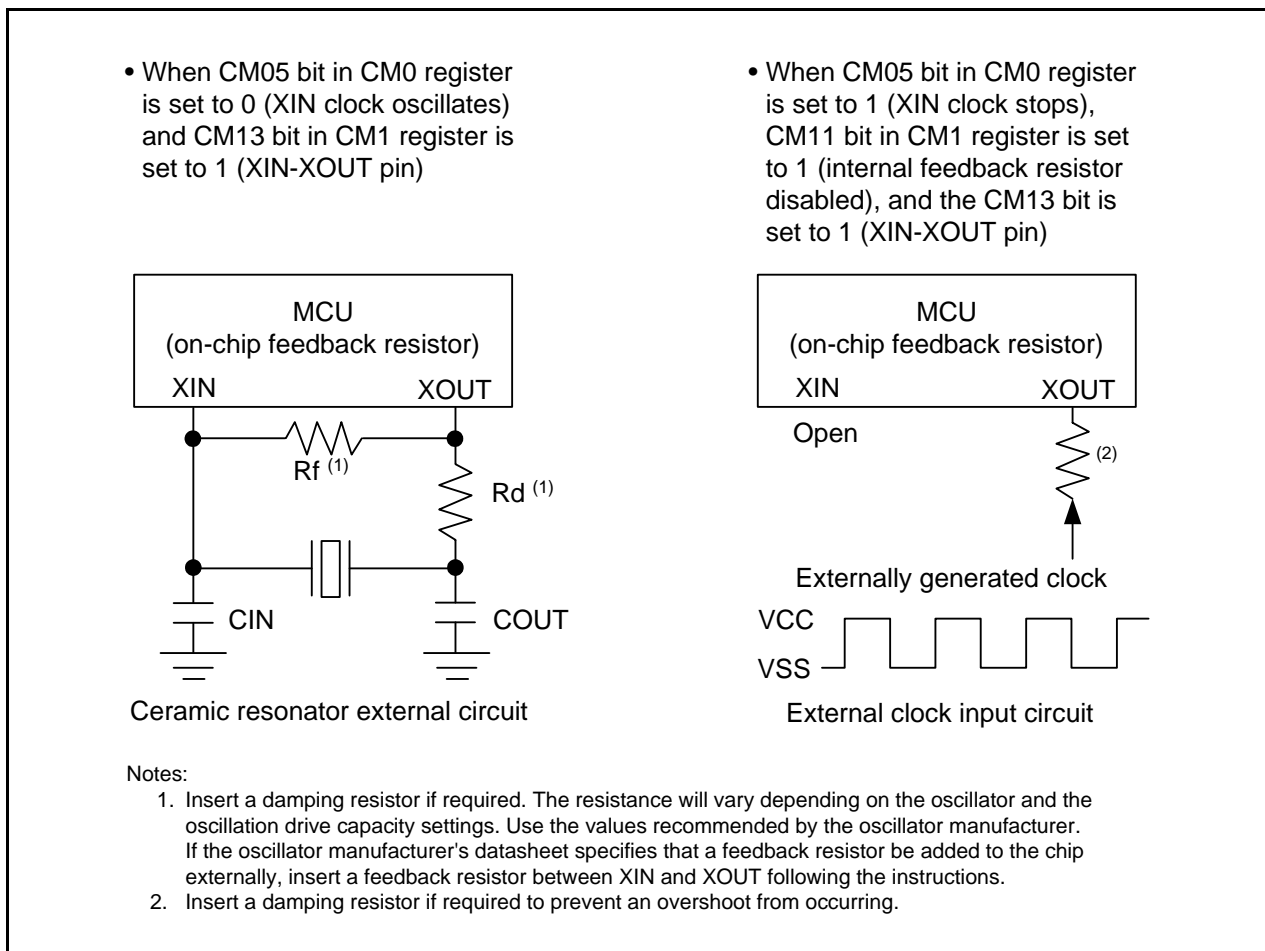 • When CM05 bit in CM0 register
is set to 0 (XIN clock oscillates)
and CM13 bit in CM1 register is
set to 1 (XIN-XOUT pin)
MCU
(on-chip feedback resistor)
XIN
XOUT
Rf (1)
Rd (1)
CIN
COUT
Ceramic resonator external circuit
• When CM05 bit in CM0 register
is set to 1 (XIN clock stops),
CM11 bit in CM1 register is set
to 1 (internal feedback resistor
disabled), and the CM13 bit is
set to 1 (XIN-XOUT pin)
MCU
(on-chip feedback resistor)
XIN
XOUT
Open
(2)
Externally generated clock
VCC
VSS
External clock input circuit
Notes:
1. Insert a damping resistor if required. The resistance will vary depending on the oscillator and the
oscillation drive capacity settings. Use the values recommended by the oscillator manufacturer.
If the oscillator manufacturer's datasheet specifies that a feedback resistor be added to the chip
externally, insert a feedback resistor between XIN and XOUT following the instructions.
2. Insert a damping resistor if required to prevent an overshoot from occurring.